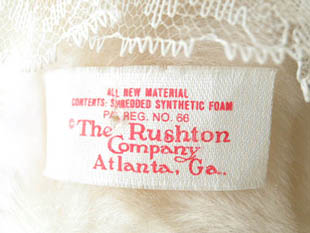 ALL NEW MATERIAL
CONTENTS: SHREDDED SYNTHETIC FOAM
PA. REG. NO. 66
©The Rushton
Company
Atlanta, Ga.